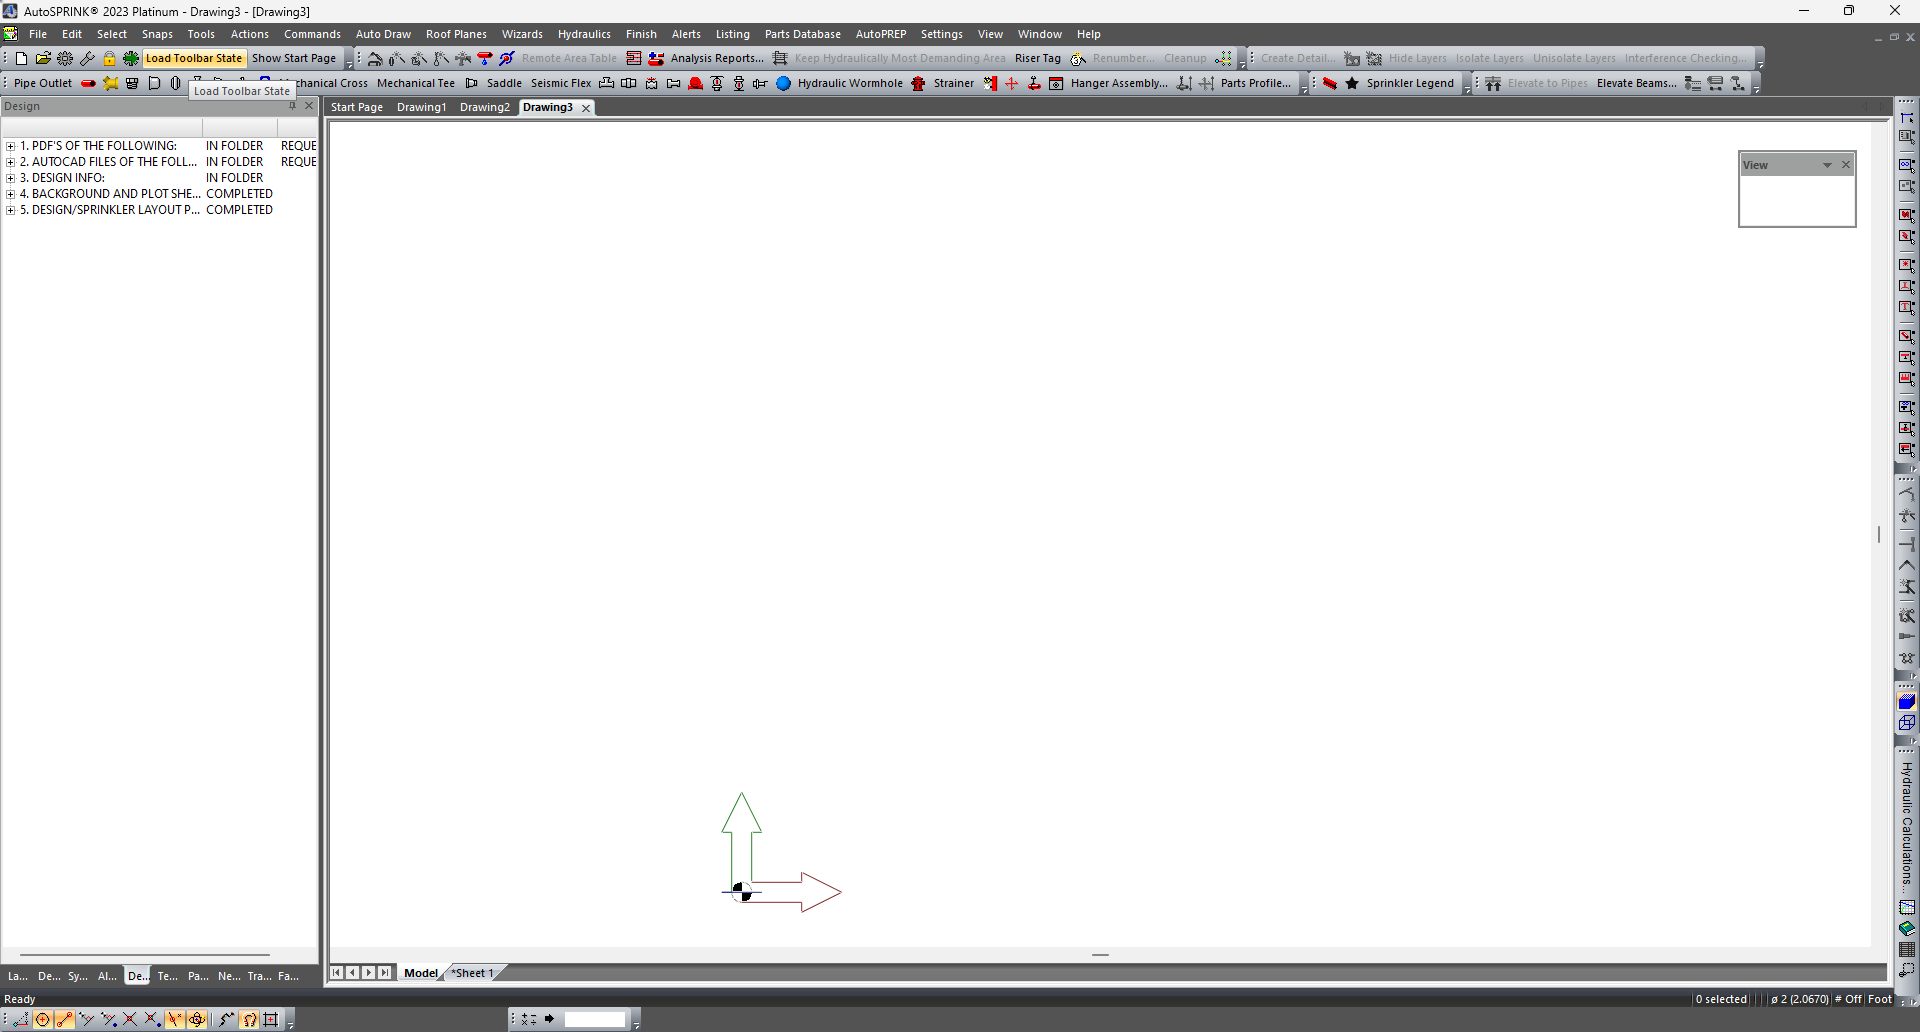 AutoSPRINK® 2023 Platinum - Drawing3 - [Drawing3]
File Edit Select Snaps Tools Actions Commands Auto Draw Roof Planes Wizards Hydraulics Finish Alerts Listing Parts Database AutoPREP Settings View Window Help
Load Toolbar State Show Start Page Remote Area Table Analysis Reports... Keep Hydraulically Most Demanding Area Riser Tag Renumber... Cleanup Create Detail... Hide Layers Isolate Layers Unisolate Layers Interference Checking...
Pipe Outlet chanical Cross Mechanical Tee Saddle Seismic Flex Hydraulic Wormhole Strainer Hanger Assembly... Parts Profile... Sprinkler Legend Elevate to Pipes Elevate Beams...
Load Toolbar State
Design
Start Page Drawing1 Drawing2 Drawing3
1. PDF'S OF THE FOLLOWING: IN FOLDER REQUE
2. AUTOCAD FILES OF THE FOLL... IN FOLDER REQUE
3. DESIGN INFO: IN FOLDER
4. BACKGROUND AND PLOT SHE... COMPLETED
5. DESIGN/SPRINKLER LAYOUT P... COMPLETED
View
Hydraulic Calculations...
La... De... Sy... Al... De... Te... Pa... Ne... Tra... Fa...
Model *Sheet 1
Ready
0 selected ø 2 (2.0670) # Off Foot